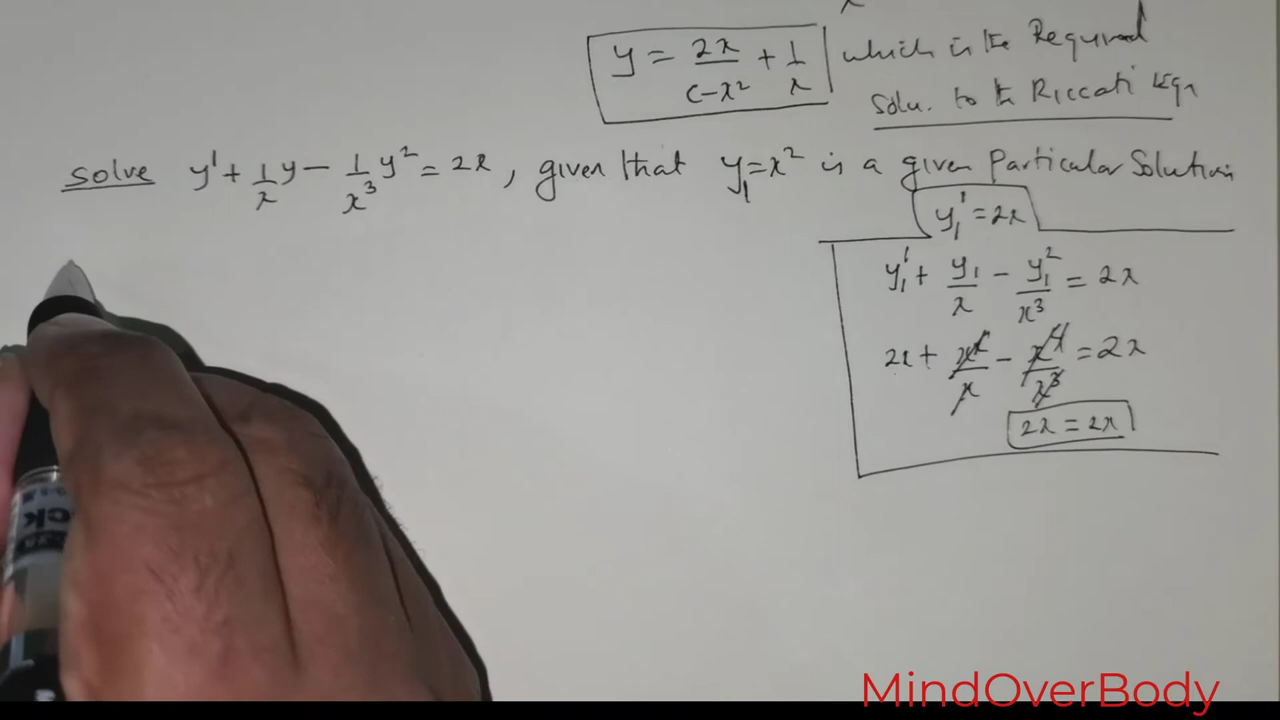 y = 2x/(c-x²) + 1/x which is the Required
Solu. to the Riccati Eqn
Solve y' + 1/x y - 1/x³ y² = 2x, given that y₁=x² is a given Particular Solution
y₁' = 2x
y₁' + y₁/x - y₁²/x³ = 2x
2x + x²/x - x⁴/x³ = 2x
2x = 2x
MindOverBody